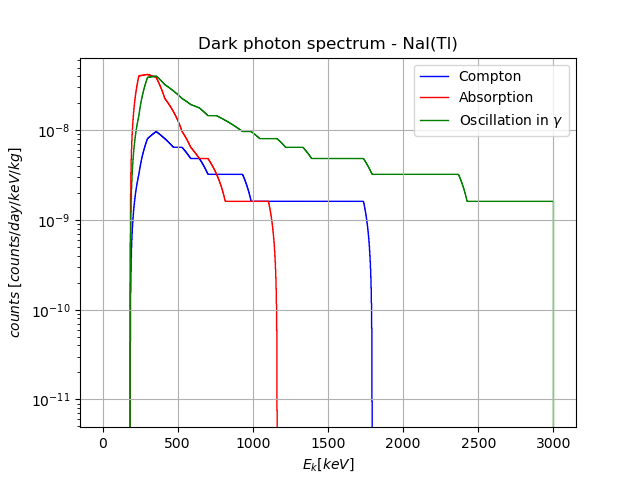 Dark photon spectrum - NaI(Tl)
Compton
Absorption
Oscillation in γ
counts [counts/day/keV/kg]
10⁻⁸
10⁻⁹
10⁻¹⁰
10⁻¹¹
0 500 1000 1500 2000 2500 3000
E_k[keV]